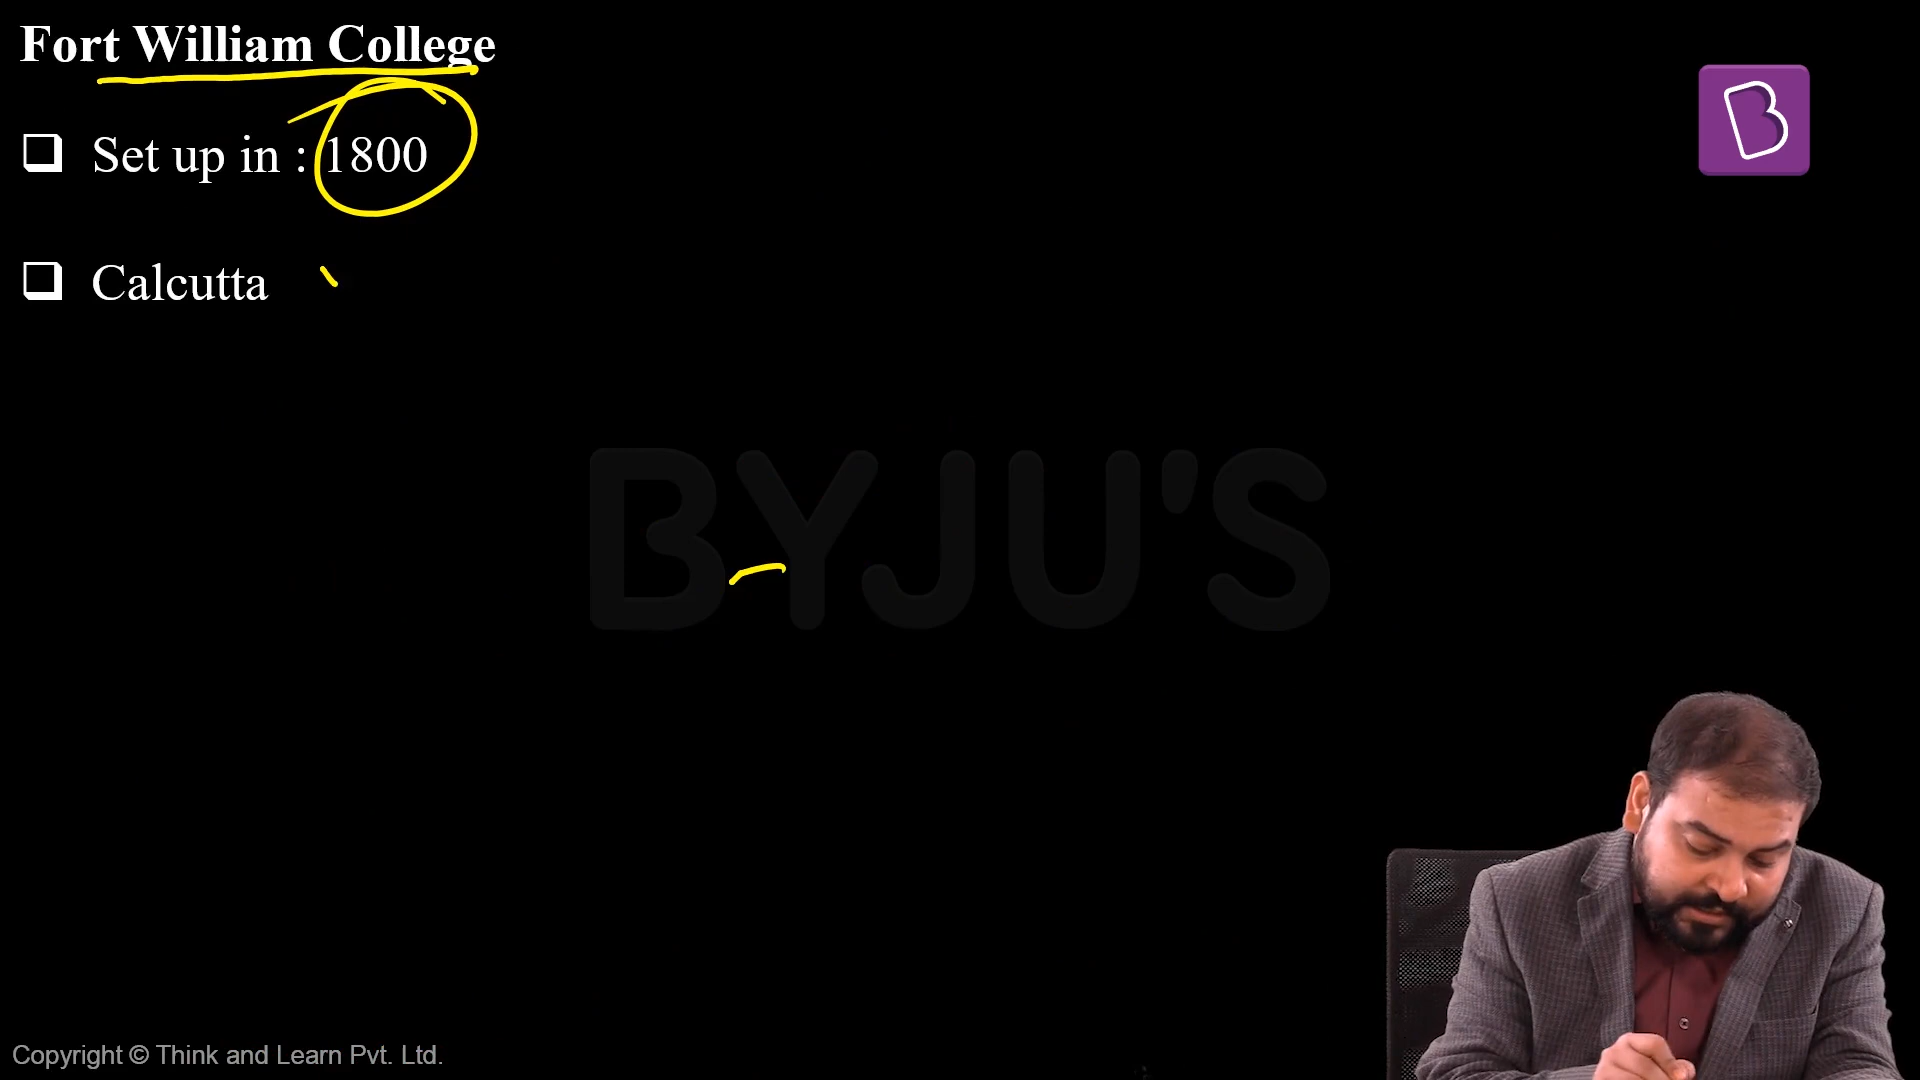 Fort William College
❑ Set up in : 1800
❑ Calcutta
BYJU'S
Copyright © Think and Learn Pvt. Ltd.